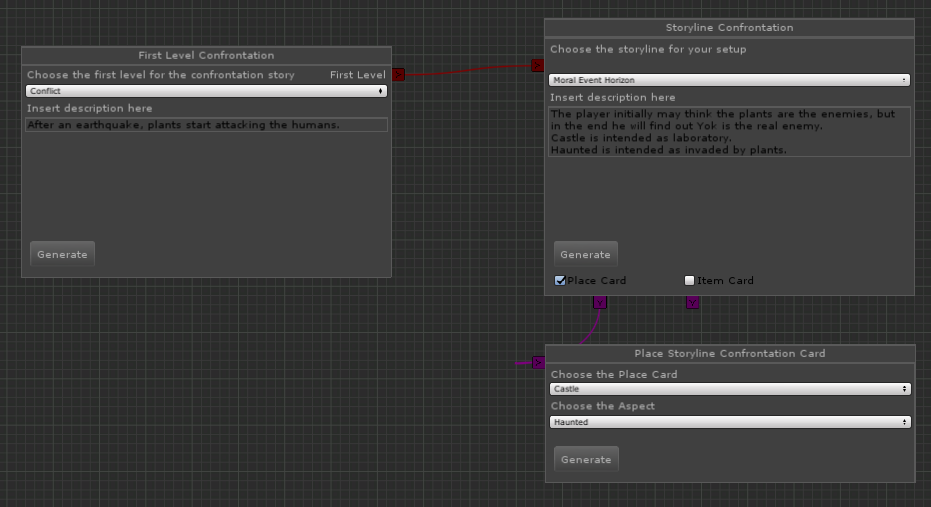 First Level Confrontation
Choose the first level for the confrontation story
First Level
Conflict
Insert description here
After an earthquake, plants start attacking the humans.
Generate
Storyline Confrontation
Choose the storyline for your setup
Moral Event Horizon
Insert description here
The player initially may think the plants are the enemies, but
in the end he will find out Yok is the real enemy.
Castle is intended as laboratory.
Haunted is intended as invaded by plants.
Generate
Place Card
Item Card
Place Storyline Confrontation Card
Choose the Place Card
Castle
Choose the Aspect
Haunted
Generate